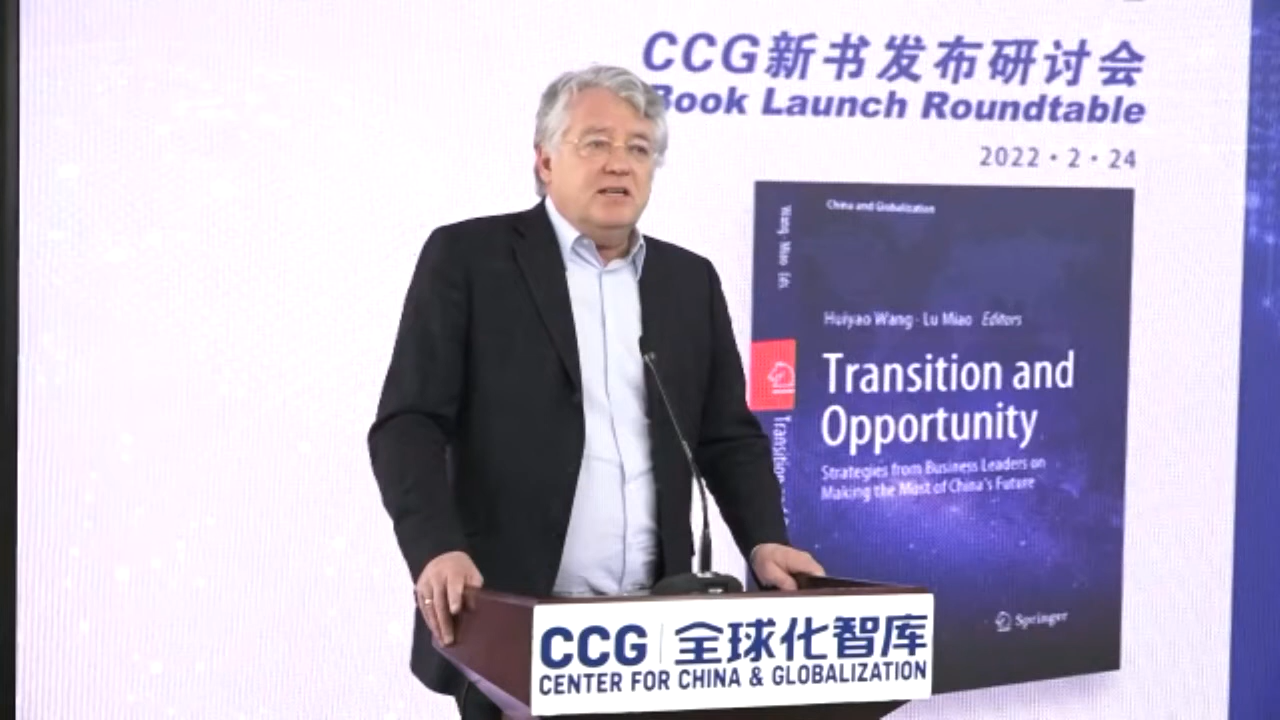 CCG新书发布研讨会
Book Launch Roundtable
2022・2・24
China and Globalization
Wang · Miao Eds.
Huiyao Wang · Lu Miao Editors
Transition and
Opportunity
Strategies from Business Leaders on
Making the Most of China's Future
Transition
Springer
CCG 全球化智库
CENTER FOR CHINA & GLOBALIZATION